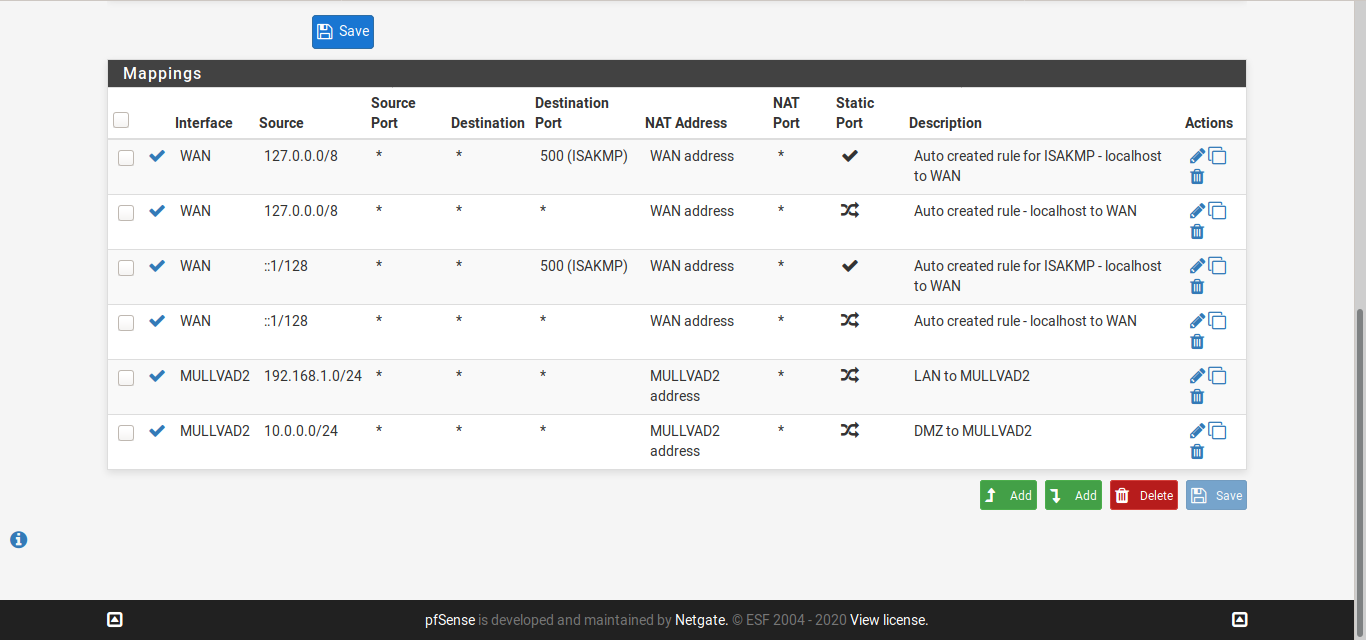 Save
Mappings
Interface Source Source Port Destination Destination Port NAT Address NAT Port Static Port Description Actions
WAN 127.0.0.0/8 * * 500 (ISAKMP) WAN address * Auto created rule for ISAKMP - localhost
to WAN
WAN 127.0.0.0/8 * * * WAN address * Auto created rule - localhost to WAN
WAN ::1/128 * * 500 (ISAKMP) WAN address * Auto created rule for ISAKMP - localhost
to WAN
WAN ::1/128 * * * WAN address * Auto created rule - localhost to WAN
MULLVAD2 192.168.1.0/24 * * * MULLVAD2 * LAN to MULLVAD2
address
MULLVAD2 10.0.0.0/24 * * * MULLVAD2 * DMZ to MULLVAD2
address
Add Add Delete Save
pfSense is developed and maintained by Netgate. © ESF 2004 - 2020 View license.